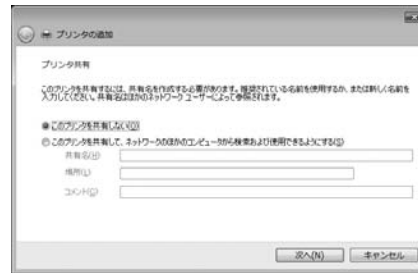 プリンタの追加
プリンタ共有
このプリンタを共有するには、共有名を作成する必要があります。推奨されている名前を使用するか、または新しく名前を
入力してください。共有名はほかのネットワーク ユーザーによって参照されます。
このプリンタを共有しない(O)
このプリンタを共有して、ネットワークのほかのコンピュータから検索および使用できるようにする(S)
共有名(H)
場所(L)
コメント(C)
次へ(N)
キャンセル